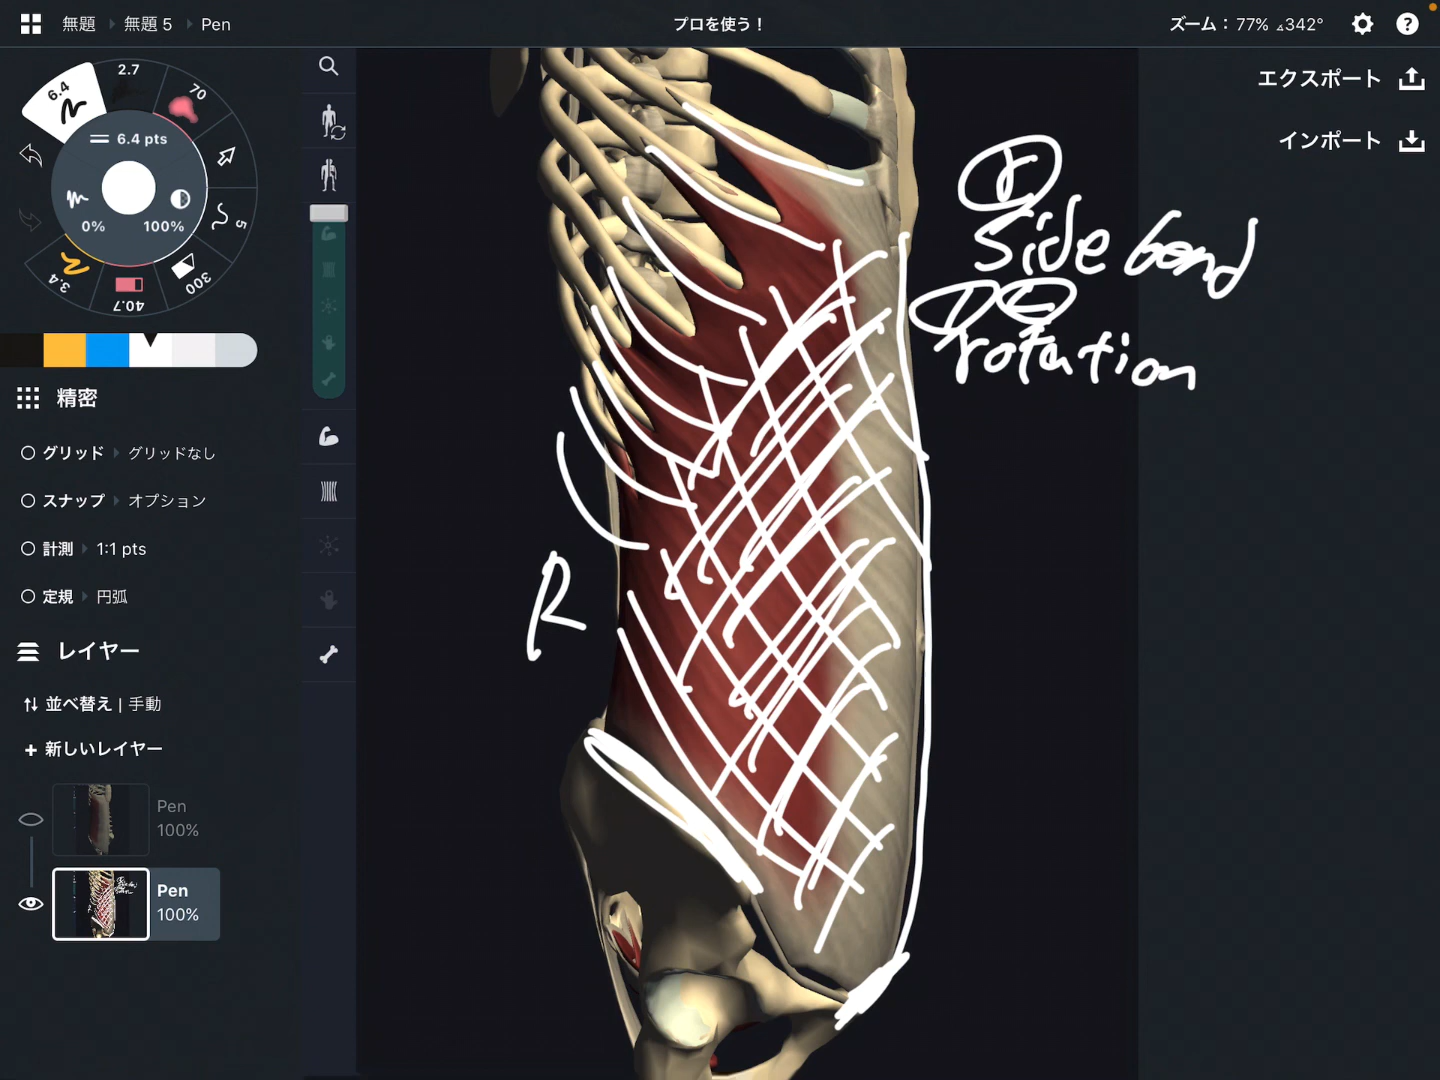 無題 無題 5 Pen
プロを使う！
ズーム：77% ⊿342°
エクスポート
インポート
2.7
6.4
70
6.4 pts
0% 100%
5
3.4
40.7
300
精密
グリッド グリッドなし
スナップ オプション
計測 1:1 pts
定規 円弧
レイヤー
並べ替え | 手動
+ 新しいレイヤー
Pen
100%
Pen
100%
side bend
rotation
R